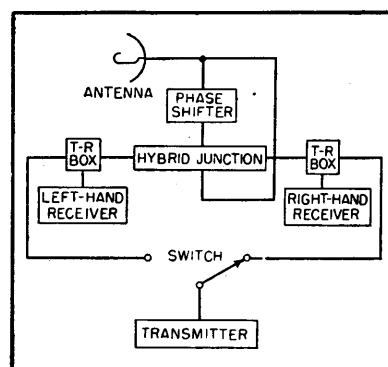 ANTENNA
PHASE
SHIFTER
T-R
BOX
HYBRID JUNCTION
T-R
BOX
LEFT-HAND
RECEIVER
RIGHT-HAND
RECEIVER
SWITCH
TRANSMITTER